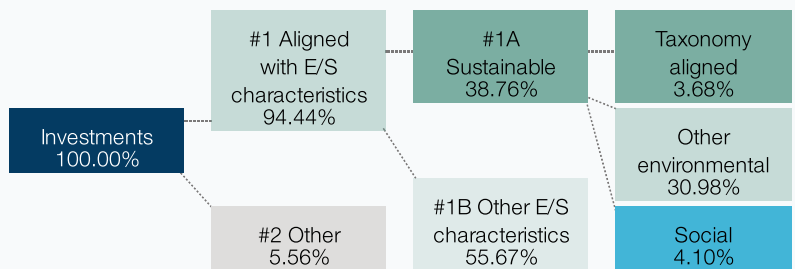 Investments
100.00%
#1 Aligned
with E/S
characteristics
94.44%
#2 Other
5.56%
#1A
Sustainable
38.76%
#1B Other E/S
characteristics
55.67%
Taxonomy
aligned
3.68%
Other
environmental
30.98%
Social
4.10%